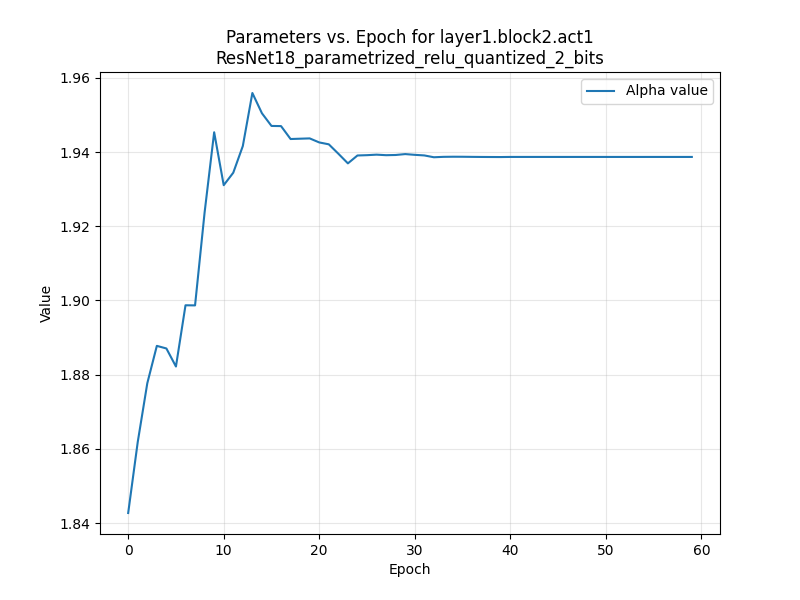 Parameters vs. Epoch for layer1.block2.act1
ResNet18_parametrized_relu_quantized_2_bits
Alpha value
1.96
1.94
1.92
1.90
1.88
1.86
1.84
Value
0
10
20
30
40
50
60
Epoch